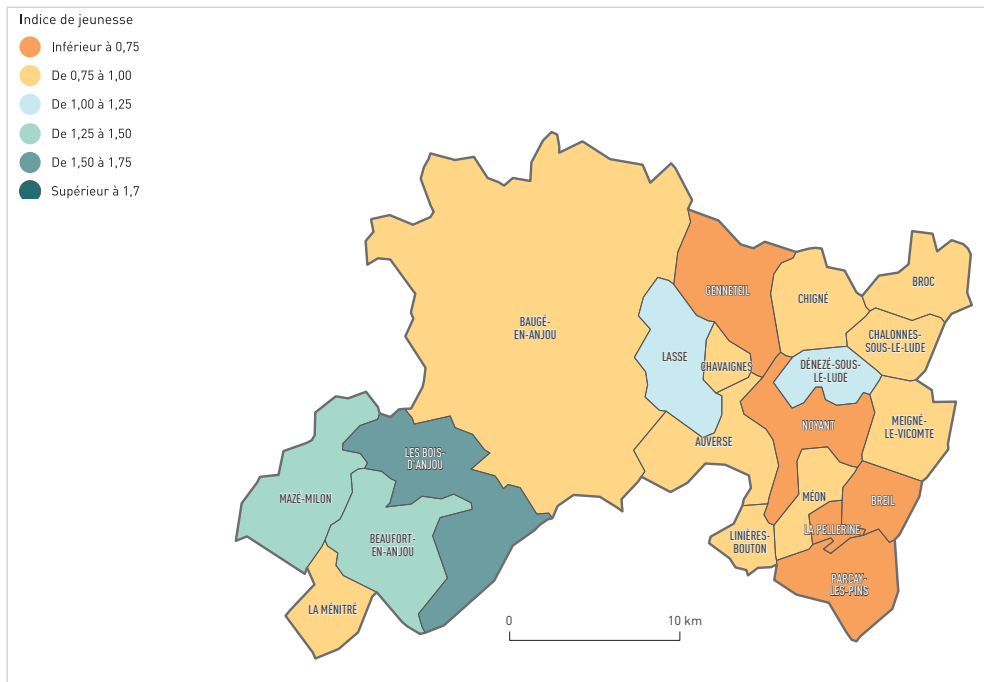 Indice de jeunesse
Inférieur à 0,75
De 0,75 à 1,00
De 1,00 à 1,25
De 1,25 à 1,50
De 1,50 à 1,75
Supérieur à 1,7
BROC
GENNETEIL
CHIGNÉ
BAUGÉ-
EN-ANJOU
CHALONNES-
SOUS-LE-LUDE
LASSE
CHAVAIGNES
DÉNEZÉ-SOUS-
LE-LUDE
NOYANT
MEIGNÉ-
LE-VICOMTE
AUVERSE
LES BOIS-
D'ANJOU
MAZÉ-MILON
MÉON
BREIL
LA PELLERINE
BEAUFORT-
EN-ANJOU
LINIÈRES-
BOUTON
PARCAY-
LES-PINS
LA MÉNITRÉ
0
10 km